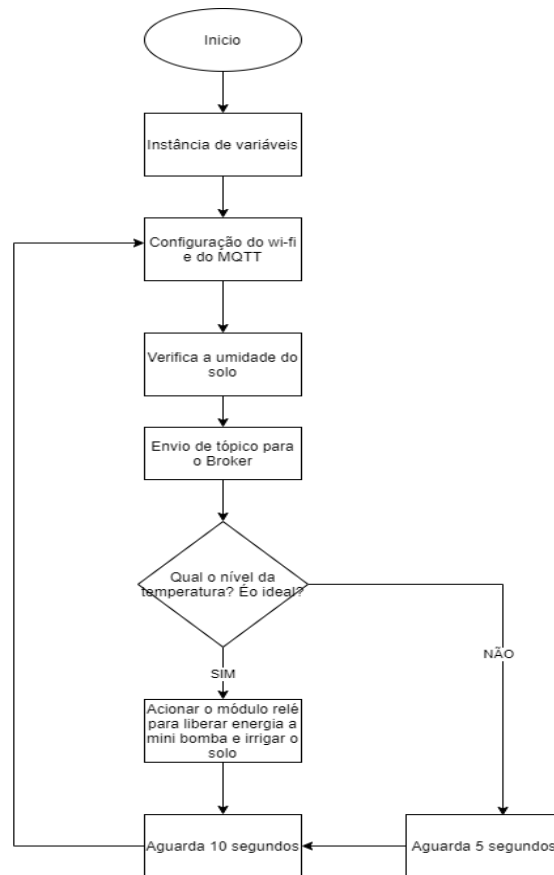 Inicio
Instância de variáveis
Configuração do wi-fi
e do MQTT
Verifica a umidade do
solo
Envio de tópico para
o Broker
Qual o nível da
temperatura? Éo ideal?
NÃO
SIM
Acionar o módulo relé
para liberar energia a
mini bomba e irrigar o
solo
Aguarda 10 segundos
Aguarda 5 segundos